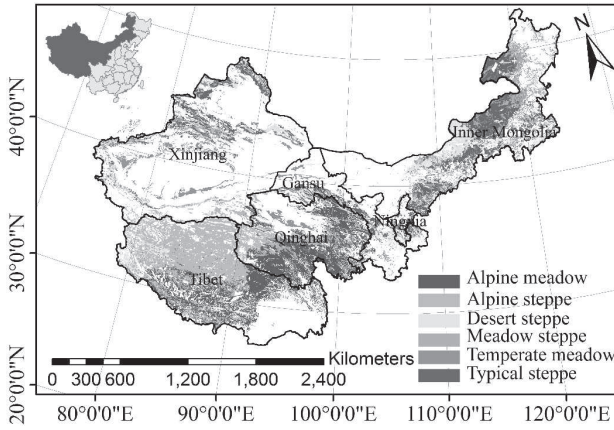 N
40°0'0"N
30°0'0"N
20°0'0"N
Xinjiang
Inner Mongolia
Gansu
Ningxia
Qinghai
Tibet
Alpine meadow
Alpine steppe
Desert steppe
Meadow steppe
Temperate meadow
Typical steppe
Kilometers
0 300 600 1,200 1,800 2,400
80°0'0"E 90°0'0"E 100°0'0"E 110°0'0"E 120°0'0"E